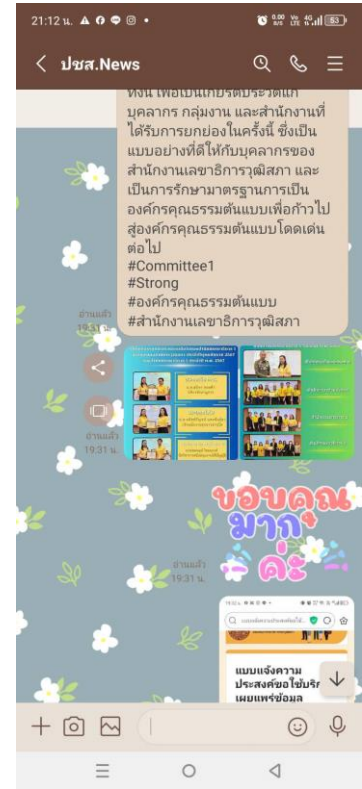 21:12 น.
4G
53
ปชส.News
ทั้งนี้ เพื่อเป็นเกียรติประวัติแก่
บุคลากร กลุ่มงาน และสำนักงานที่
ได้รับการยกย่องในครั้งนี้ ซึ่งเป็น
แบบอย่างที่ดีให้กับบุคลากรของ
สำนักงานเลขาธิการวุฒิสภา และ
เป็นการรักษามาตรฐานการเป็น
องค์กรคุณธรรมต้นแบบเพื่อก้าวไป
สู่องค์กรคุณธรรมต้นแบบโดดเด่น
ต่อไป
#Committee1
#Strong
#องค์กรคุณธรรมต้นแบบ
#สำนักงานเลขาธิการวุฒิสภา
อ่านแล้ว
19:31 น.
อ่านแล้ว
19:31 น.
ขอบคุณ
มาก
ค่ะ
อ่านแล้ว
19:31 น.
แบบแจ้งความ
ประสงค์ขอใช้บริก
เผยแพร่ข้อมูล